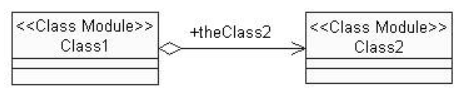 <<Class Module>>
Class1
+theClass2
<<Class Module>>
Class2